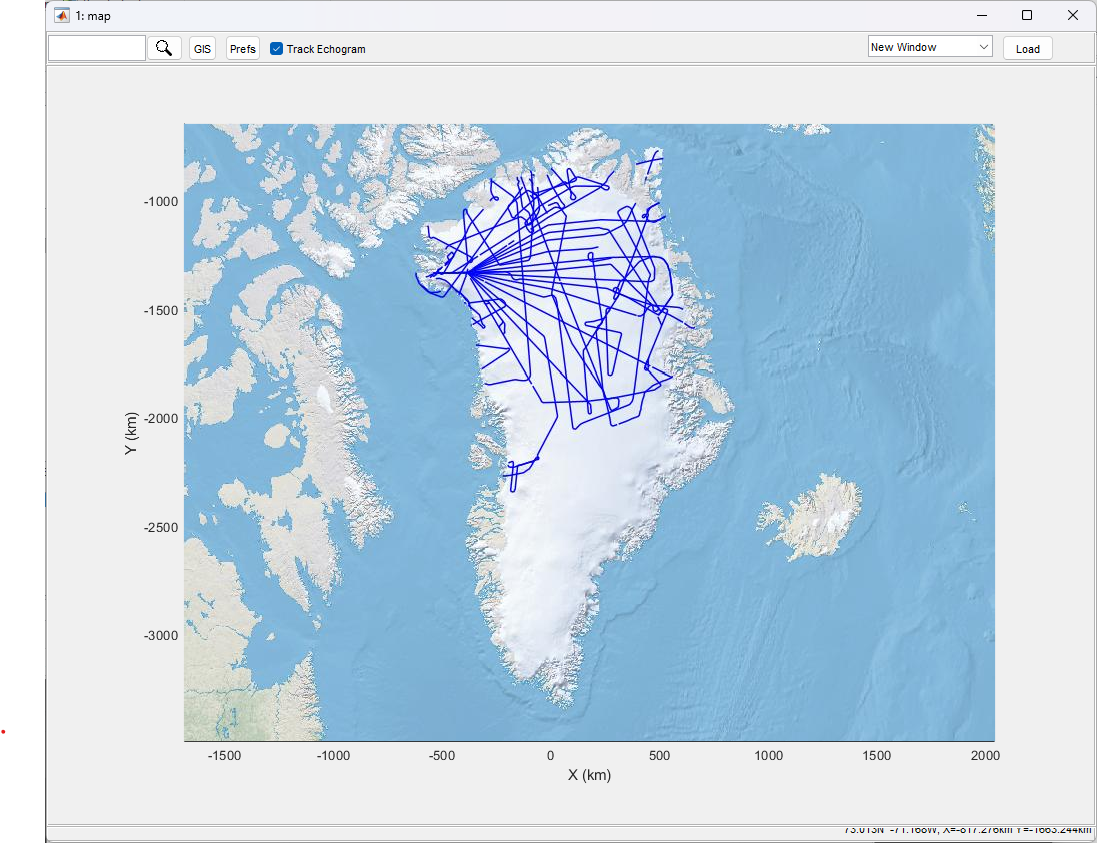 1: map
GIS Prefs Track Echogram New Window Load
-1000
-1500
-2000
-2500
-3000
Y (km)
-1500 -1000 -500 0 500 1000 1500 2000
X (km)
73.013N -71.168W, X=-817.276km Y=-1663.244km